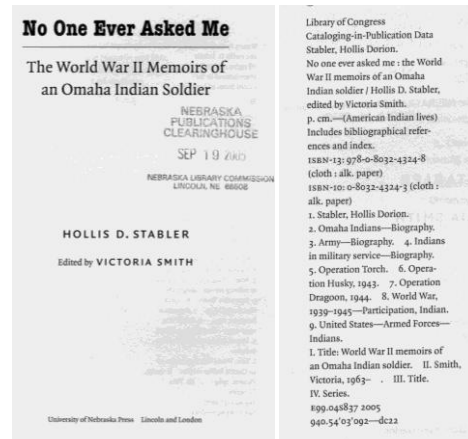 No One Ever Asked Me
The World War II Memoirs of
an Omaha Indian Soldier
NEBRASKA
PUBLICATIONS
CLEARINGHOUSE
SEP 19 2005
NEBRASKA LIBRARY COMMISSION
LINCOLN, NE 68508
HOLLIS D. STABLER
Edited by VICTORIA SMITH
University of Nebraska Press Lincoln and London
Library of Congress
Cataloging-in-Publication Data
Stabler, Hollis Dorion.
No one ever asked me : the World
War II memoirs of an Omaha
Indian soldier / Hollis D. Stabler,
edited by Victoria Smith.
p. cm.—(American Indian lives)
Includes bibliographical refer-
ences and index.
ISBN-13: 978-0-8032-4324-8
(cloth : alk. paper)
ISBN-10: 0-8032-4324-3 (cloth :
alk. paper)
1. Stabler, Hollis Dorion.
2. Omaha Indians—Biography.
3. Army—Biography. 4. Indians
in military service—Biography.
5. Operation Torch. 6. Opera-
tion Husky, 1943. 7. Operation
Dragoon, 1944. 8. World War,
1939–1945—Participation, Indian.
9. United States—Armed Forces—
Indians.
I. Title: World War II memoirs of
an Omaha Indian soldier. II. Smith,
Victoria, 1963– . III. Title.
IV. Series.
E99.O4S837 2005
940.54'03'092—dc22